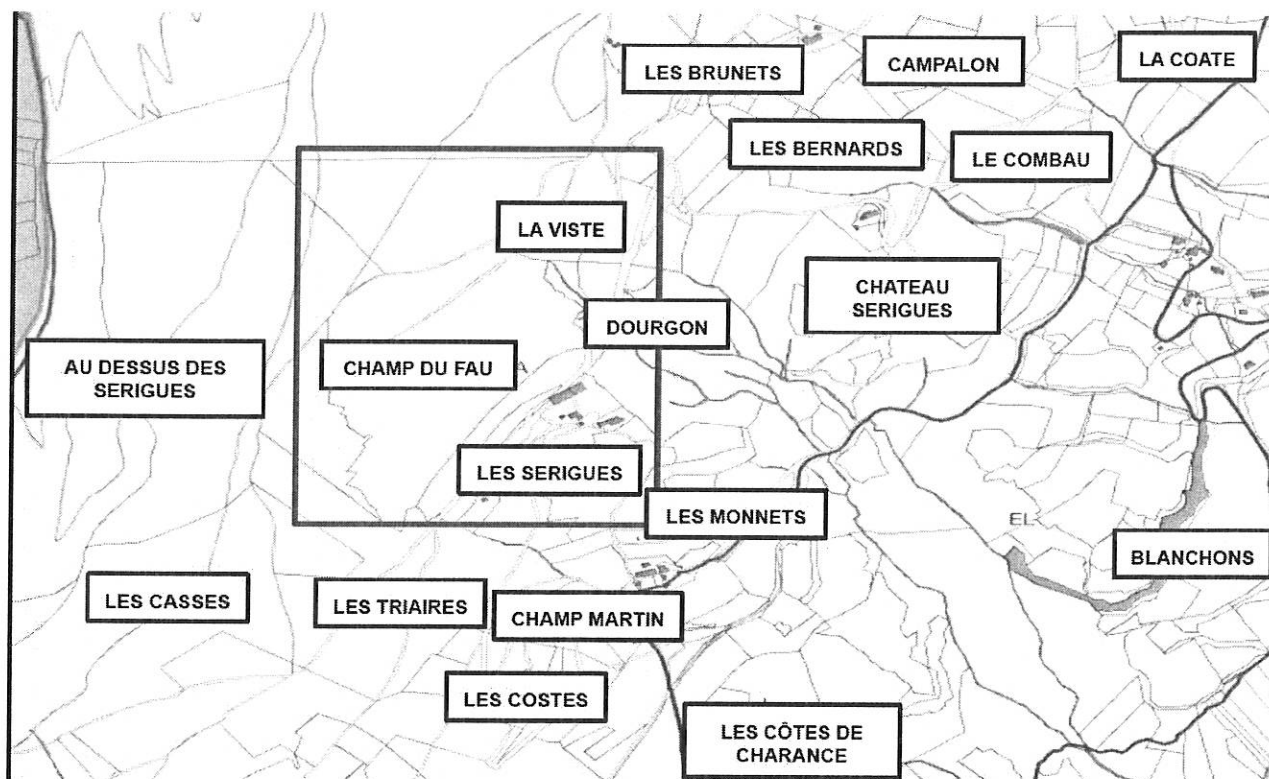 LES BRUNETS
CAMPALON
LA COATE
LES BERNARDS
LE COMBAU
LA VISTE
CHATEAU
SERIGUES
DOURGON
AU DESSUS DES
SERIGUES
CHAMP DU FAU
A
LES SERIGUES
LES MONNETS
EL
BLANCHONS
LES CASSES
LES TRIAIRES
CHAMP MARTIN
LES COSTES
LES CÔTES DE
CHARANCE